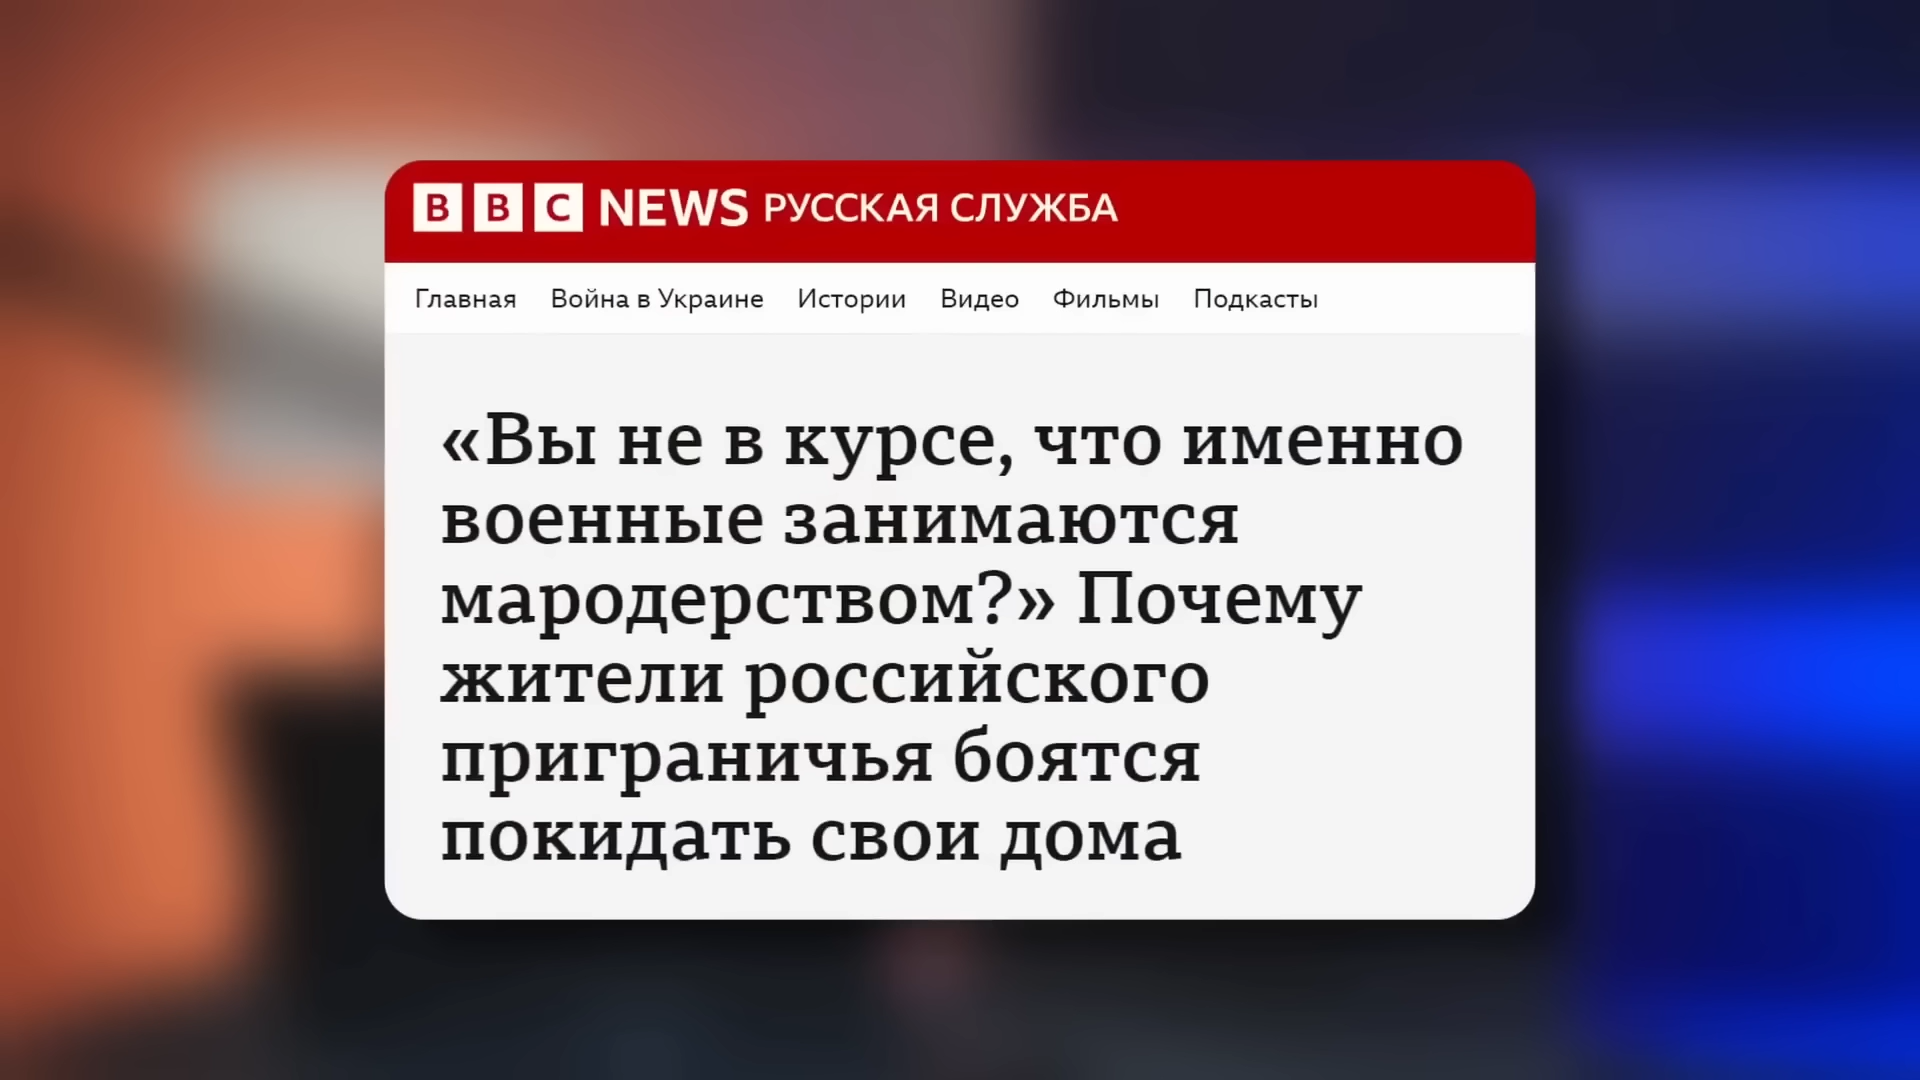 BBC NEWS РУССКАЯ СЛУЖБА
Главная Война в Украине Истории Видео Фильмы Подкасты
«Вы не в курсе, что именно
военные занимаются
мародерством?» Почему
жители российского
приграничья боятся
покидать свои дома